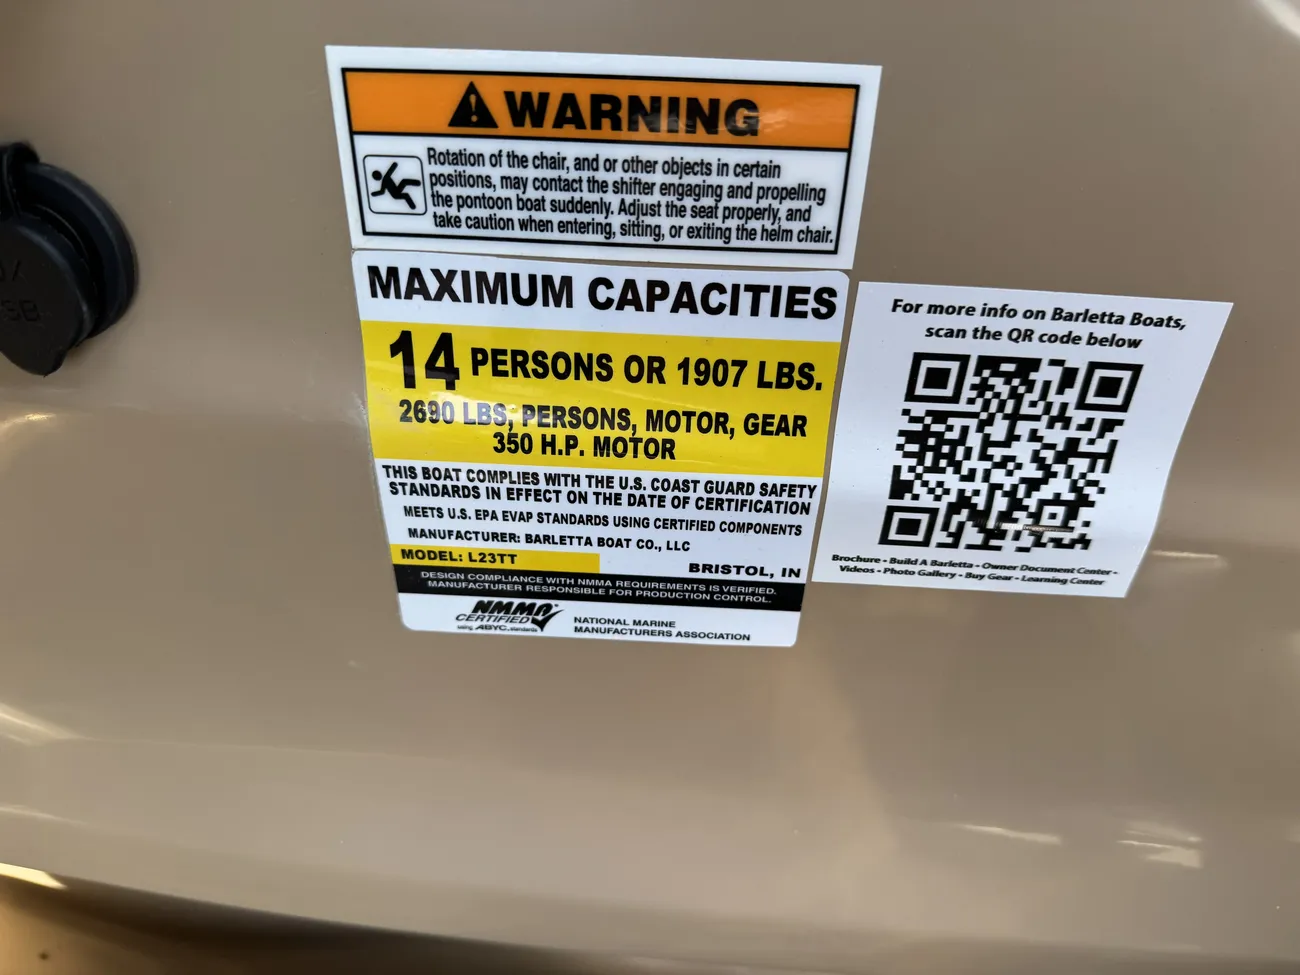 WARNING
Rotation of the chair, and or other objects in certain
positions, may contact the shifter engaging and propelling
the pontoon boat suddenly. Adjust the seat properly, and
take caution when entering, sitting, or exiting the helm chair.
MAXIMUM CAPACITIES
14 PERSONS OR 1907 LBS.
2690 LBS, PERSONS, MOTOR, GEAR
350 H.P. MOTOR
THIS BOAT COMPLIES WITH THE U.S. COAST GUARD SAFETY
STANDARDS IN EFFECT ON THE DATE OF CERTIFICATION
MEETS U.S. EPA EVAP STANDARDS USING CERTIFIED COMPONENTS
MANUFACTURER: BARLETTA BOAT CO., LLC
MODEL: L23TT
BRISTOL, IN
DESIGN COMPLIANCE WITH NMMA REQUIREMENTS IS VERIFIED.
MANUFACTURER RESPONSIBLE FOR PRODUCTION CONTROL.
NMMA
CERTIFIED
using ABYC standards
NATIONAL MARINE
MANUFACTURERS ASSOCIATION
For more info on Barletta Boats,
scan the QR code below
Brochure - Build A Barletta - Owner Document Center -
Videos - Photo Gallery - Buy Gear - Learning Center